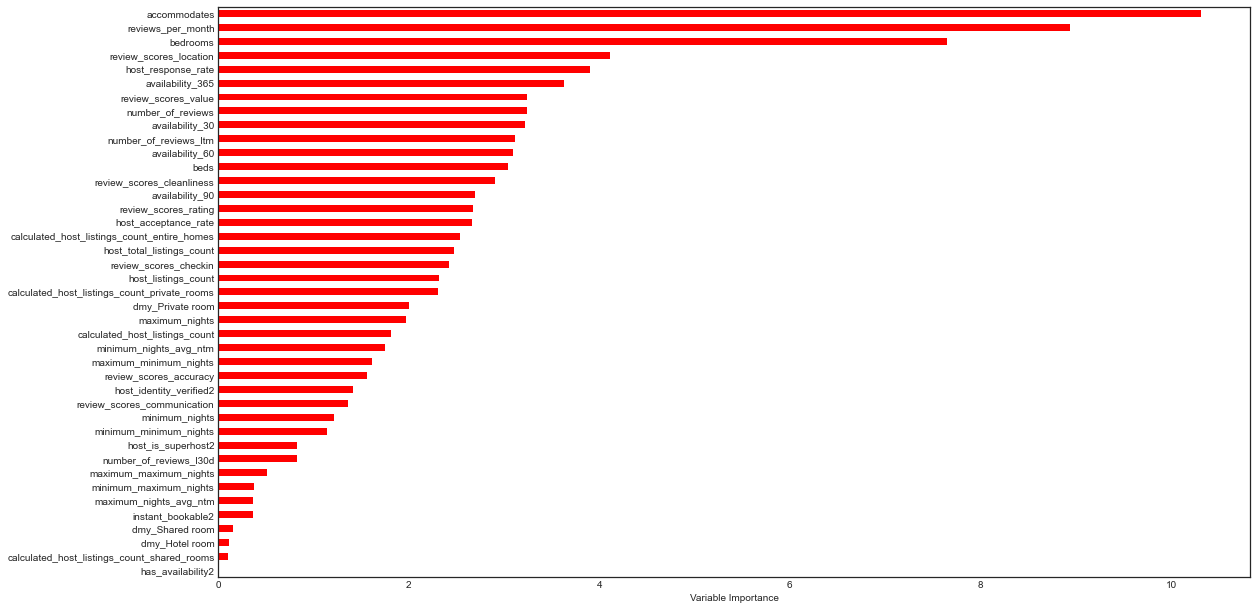 accommodates
reviews_per_month
bedrooms
review_scores_location
host_response_rate
availability_365
review_scores_value
number_of_reviews
availability_30
number_of_reviews_ltm
availability_60
beds
review_scores_cleanliness
availability_90
review_scores_rating
host_acceptance_rate
calculated_host_listings_count_entire_homes
host_total_listings_count
review_scores_checkin
host_listings_count
calculated_host_listings_count_private_rooms
dmy_Private room
maximum_nights
calculated_host_listings_count
minimum_nights_avg_ntm
maximum_minimum_nights
review_scores_accuracy
host_identity_verified2
review_scores_communication
minimum_nights
minimum_minimum_nights
host_is_superhost2
number_of_reviews_l30d
maximum_maximum_nights
minimum_maximum_nights
maximum_nights_avg_ntm
instant_bookable2
dmy_Shared room
dmy_Hotel room
calculated_host_listings_count_shared_rooms
has_availability2
0 2 4 6 8 10
Variable Importance